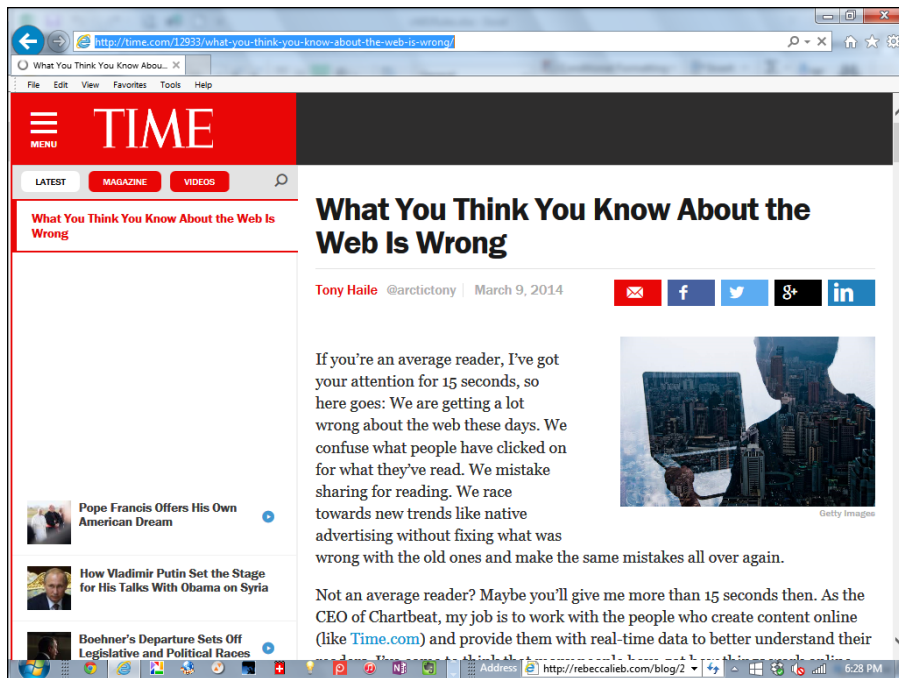 http://time.com/12933/what-you-think-you-know-about-the-web-is-wrong/
What You Think You Know Abou...
File Edit View Favorites Tools Help
MENU
TIME
LATEST
MAGAZINE
VIDEOS
What You Think You Know About the Web Is
Wrong
What You Think You Know About the
Web Is Wrong
Tony Haile @arctictony March 9, 2014
If you're an average reader, I've got
your attention for 15 seconds, so
here goes: We are getting a lot
wrong about the web these days. We
confuse what people have clicked on
for what they've read. We mistake
sharing for reading. We race
towards new trends like native
advertising without fixing what was
wrong with the old ones and make the same mistakes all over again.
Getty Images
Not an average reader? Maybe you'll give me more than 15 seconds then. As the
CEO of Chartbeat, my job is to work with the people who create content online
(like Time.com) and provide them with real-time data to better understand their
Pope Francis Offers His Own
American Dream
How Vladimir Putin Set the Stage
for His Talks With Obama on Syria
Boehner's Departure Sets Off
Legislative and Political Races
Address http://rebeccalieb.com/blog/2
6:28 PM